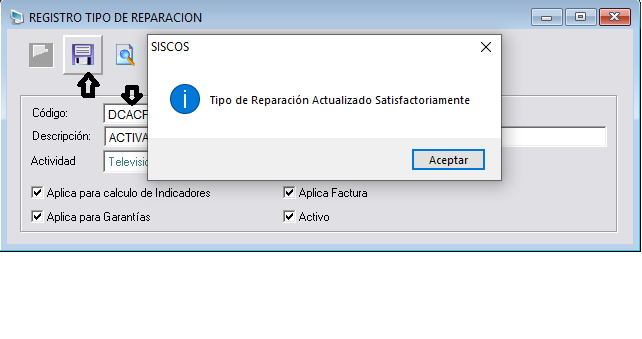 REGISTRO TIPO DE REPARACION
SISCOS
Tipo de Reparación Actualizado Satisfactoriamente
Aceptar
Código:
DCACF
Descripción:
ACTIVA
Actividad
Televisió
Aplica para calculo de Indicadores
Aplica Factura
Aplica para Garantías
Activo